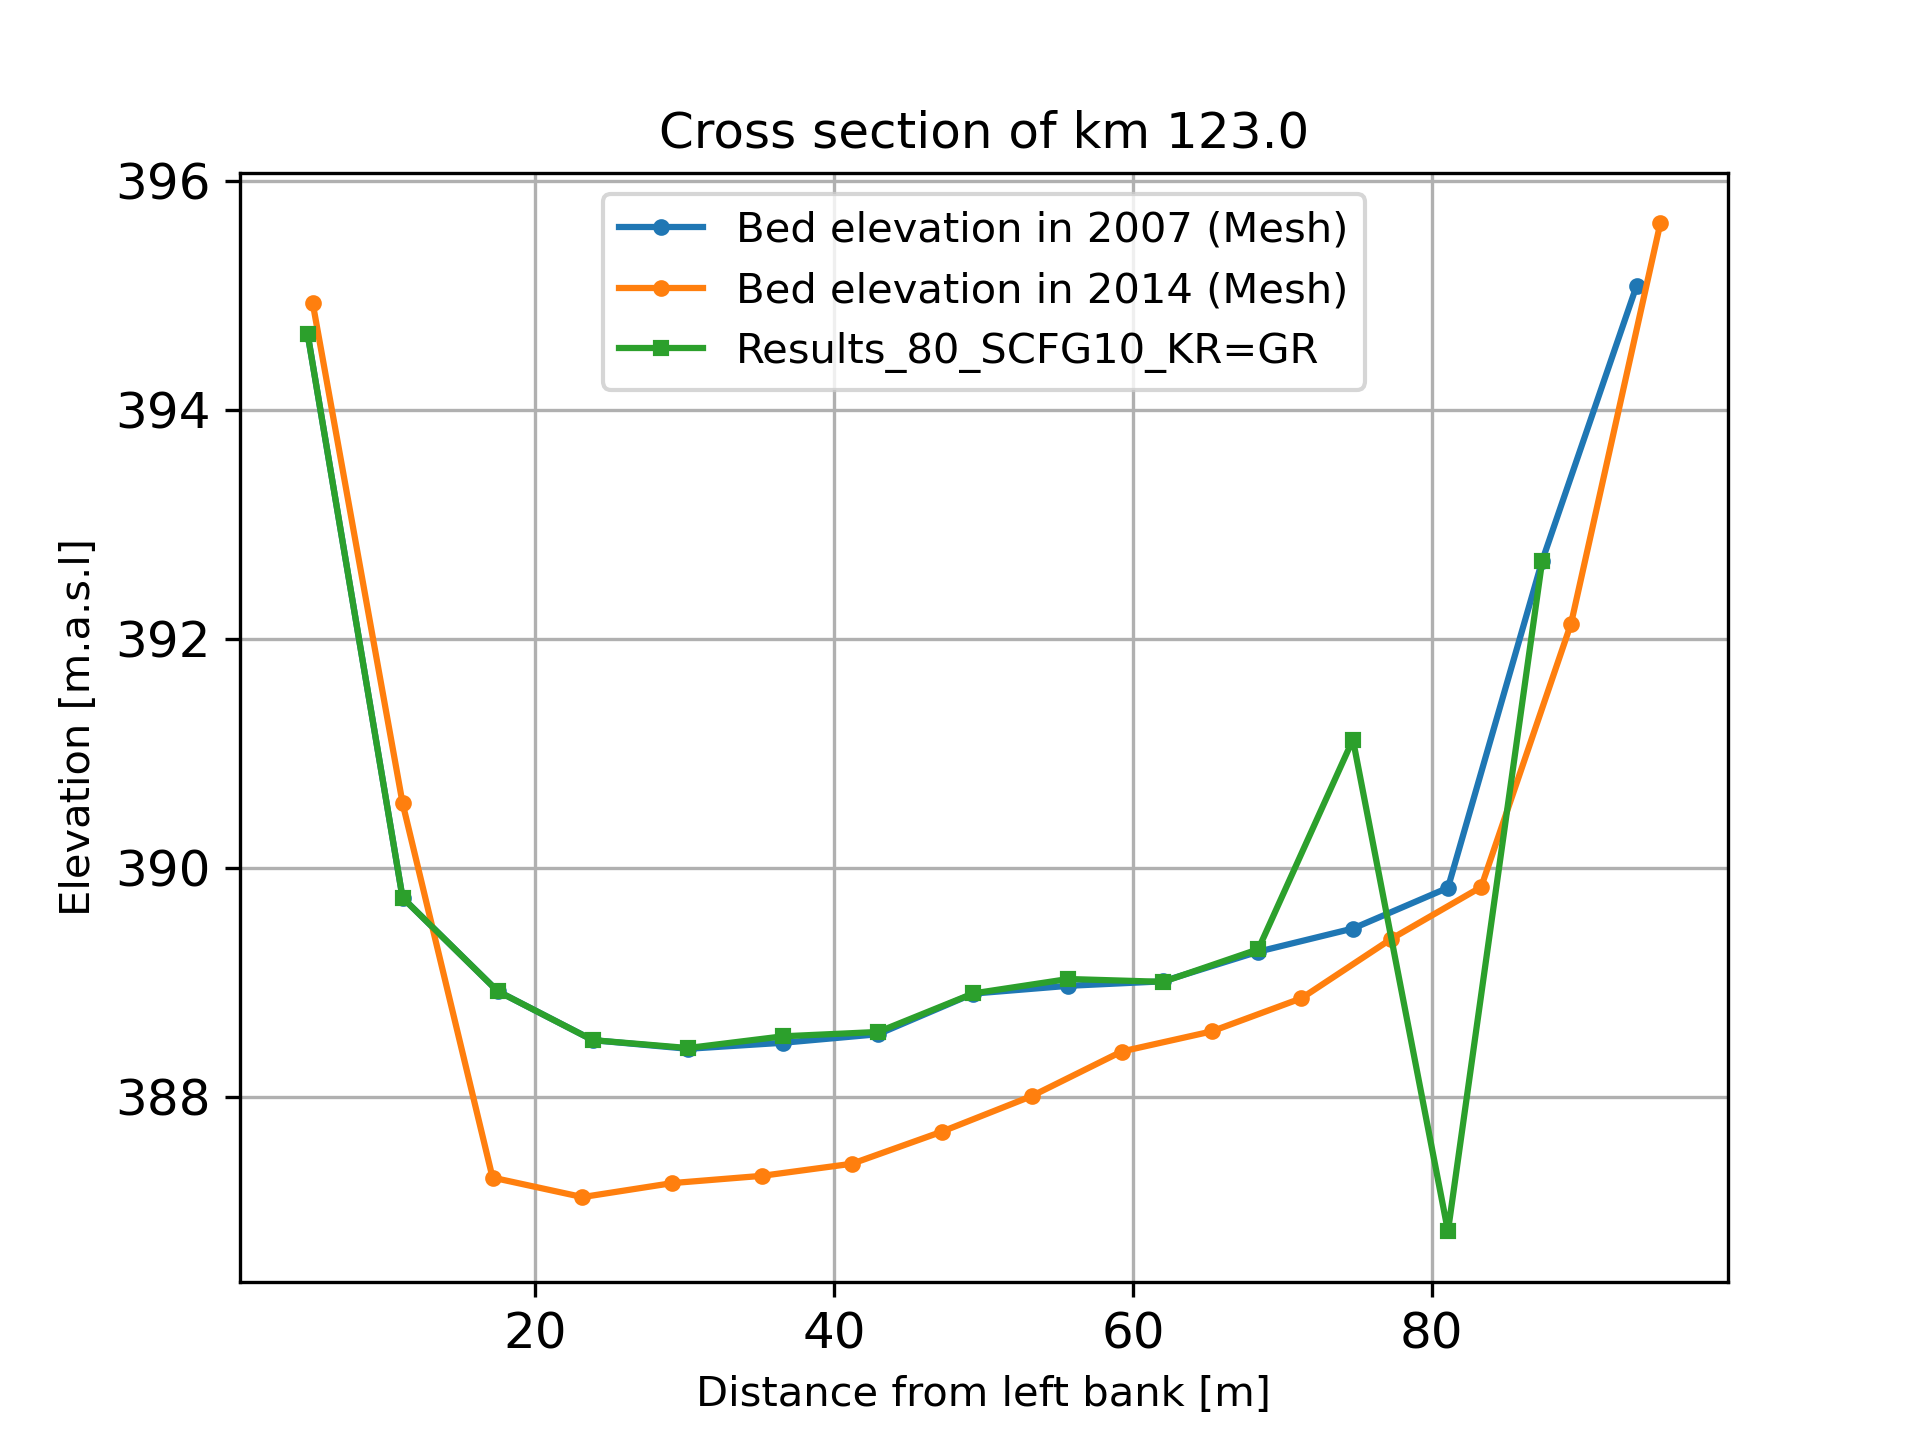 Cross section of km 123.0
Bed elevation in 2007 (Mesh)
Bed elevation in 2014 (Mesh)
Results_80_SCFG10_KR=GR
Elevation [m.a.s.l]
396
394
392
390
388
20 40 60 80
Distance from left bank [m]